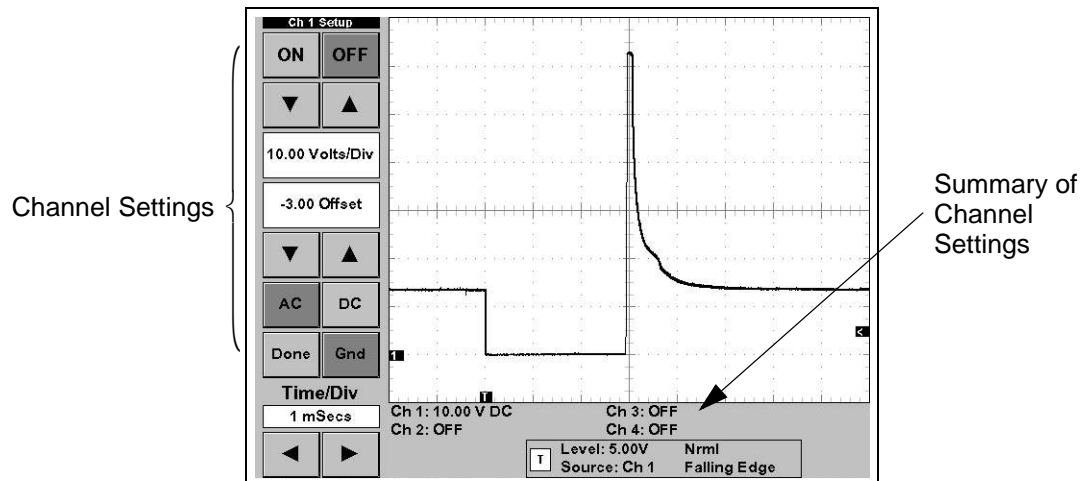 Channel Settings
Ch 1 Setup
ON OFF
▼ ▲
10.00 Volts/Div
-3.00 Offset
▼ ▲
AC DC
Done Gnd
Time/Div
1 mSecs
◄ ►
1
T
<
Ch 1: 10.00 V DC Ch 3: OFF
Ch 2: OFF Ch 4: OFF
T
Level: 5.00V Nrml
Source: Ch 1 Falling Edge
Summary of
Channel
Settings